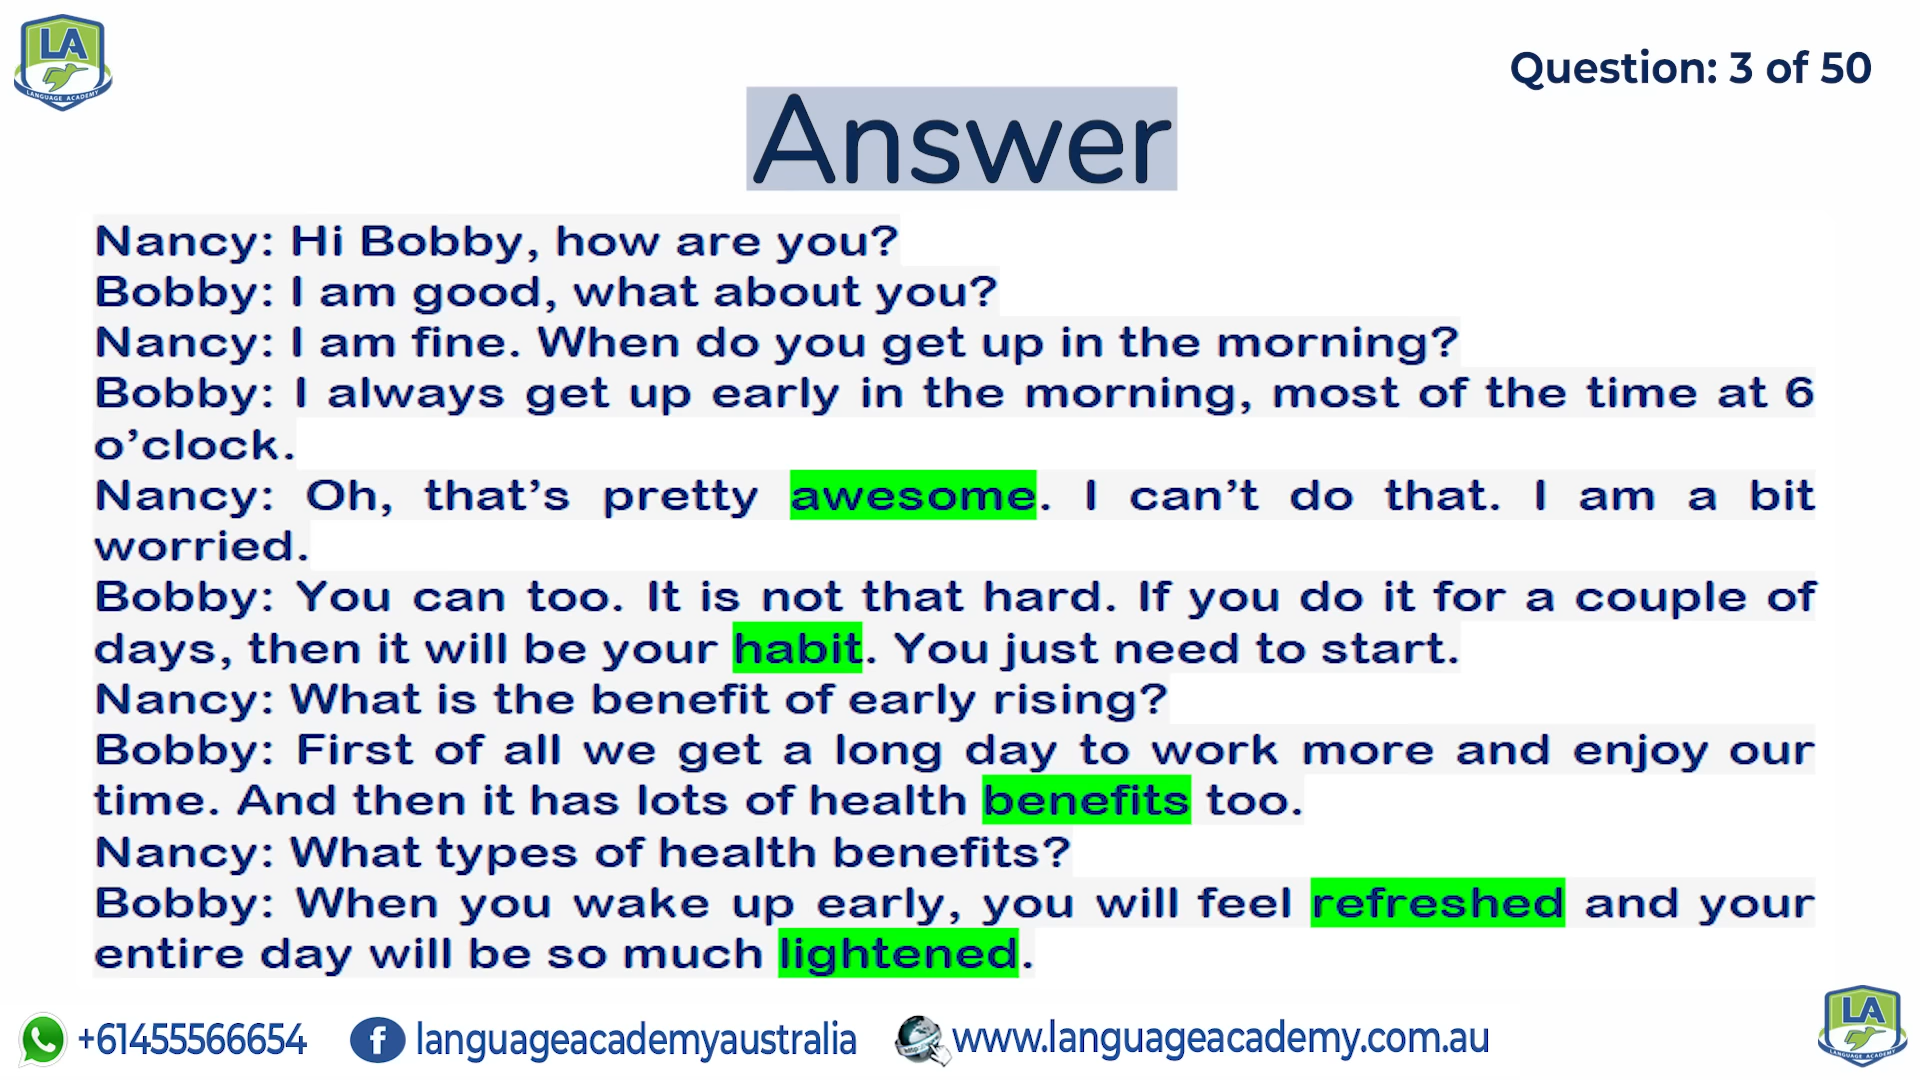 LA
LANGUAGE ACADEMY
Question: 3 of 50
Answer
Nancy: Hi Bobby, how are you?
Bobby: I am good, what about you?
Nancy: I am fine. When do you get up in the morning?
Bobby: I always get up early in the morning, most of the time at 6
o’clock.
Nancy: Oh, that’s pretty awesome. I can’t do that. I am a bit
worried.
Bobby: You can too. It is not that hard. If you do it for a couple of
days, then it will be your habit. You just need to start.
Nancy: What is the benefit of early rising?
Bobby: First of all we get a long day to work more and enjoy our
time. And then it has lots of health benefits too.
Nancy: What types of health benefits?
Bobby: When you wake up early, you will feel refreshed and your
entire day will be so much lightened.
+61455566654 languageacademyaustralia www.languageacademy.com.au
LA
LANGUAGE ACADEMY